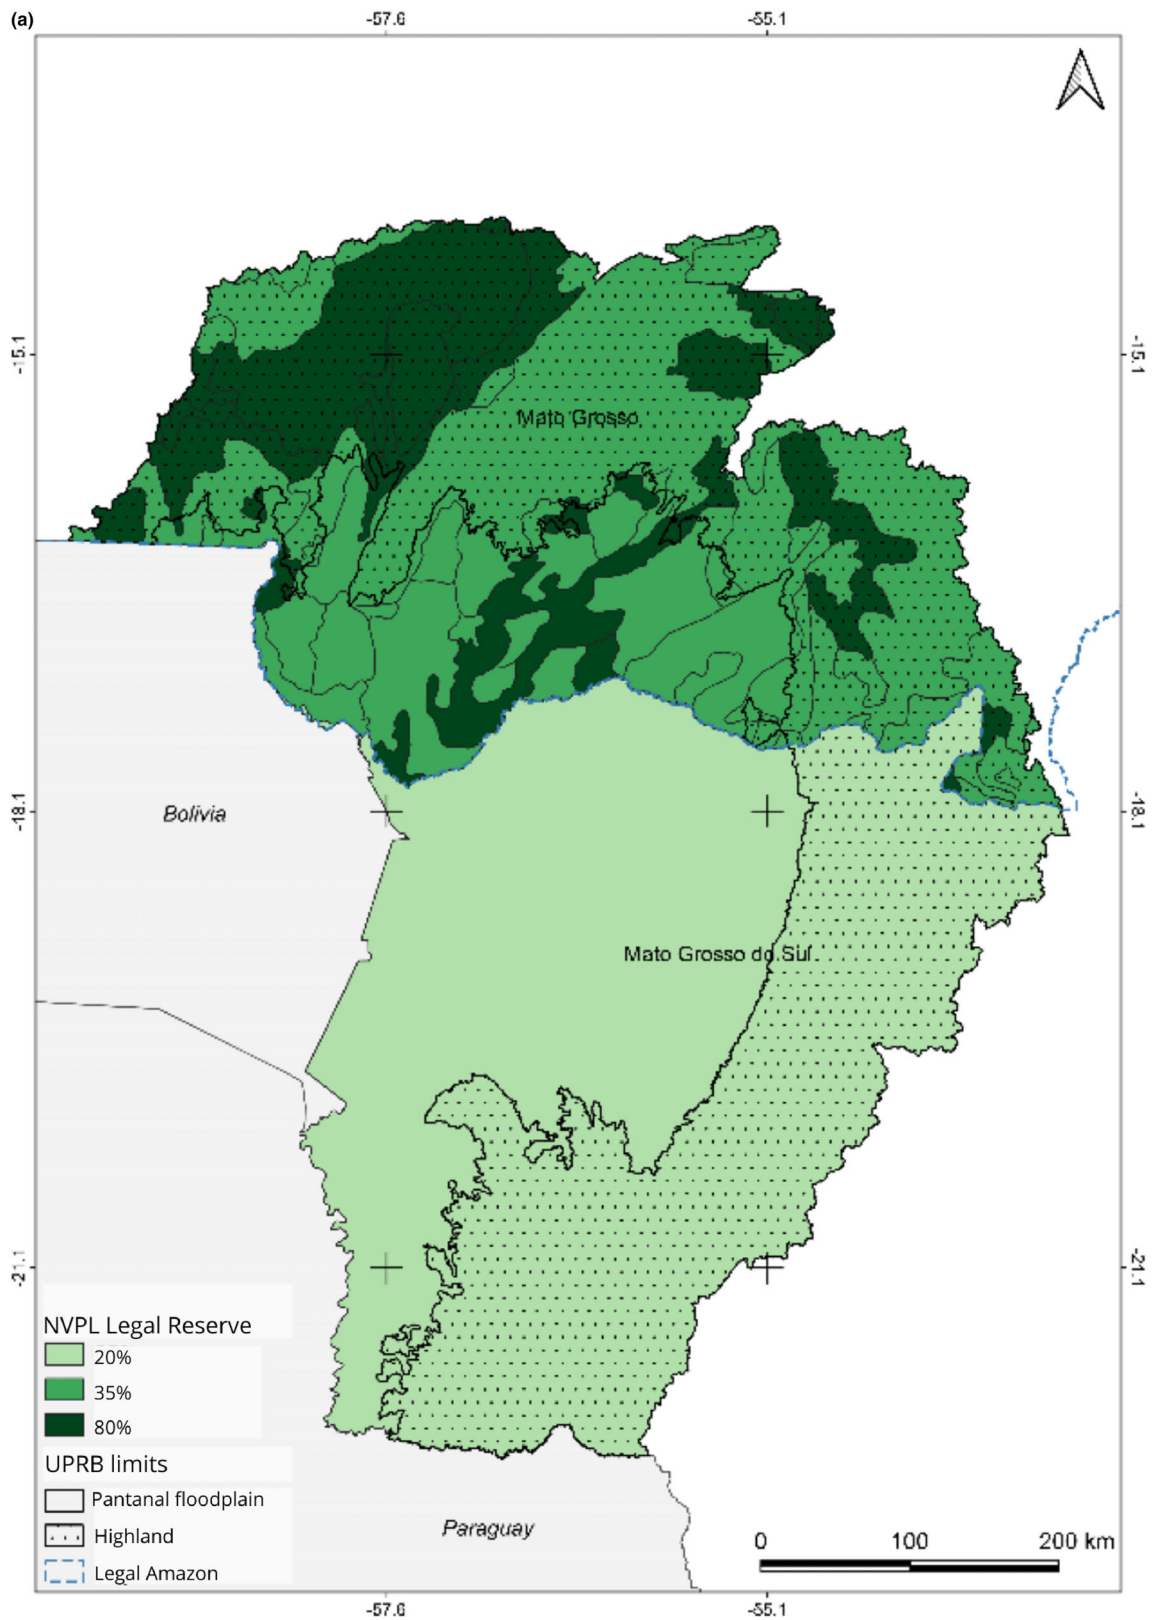 (a)
-57.6 -55.1
-15.1 -15.1
Mato Grosso
Bolivia
-18.1 -18.1
Mato Grosso do Sul
-21.1 -21.1
NVPL Legal Reserve
20%
35%
80%
UPRB limits
Pantanal floodplain
Highland
Legal Amazon
Paraguay
0 100 200 km
-57.6 -55.1